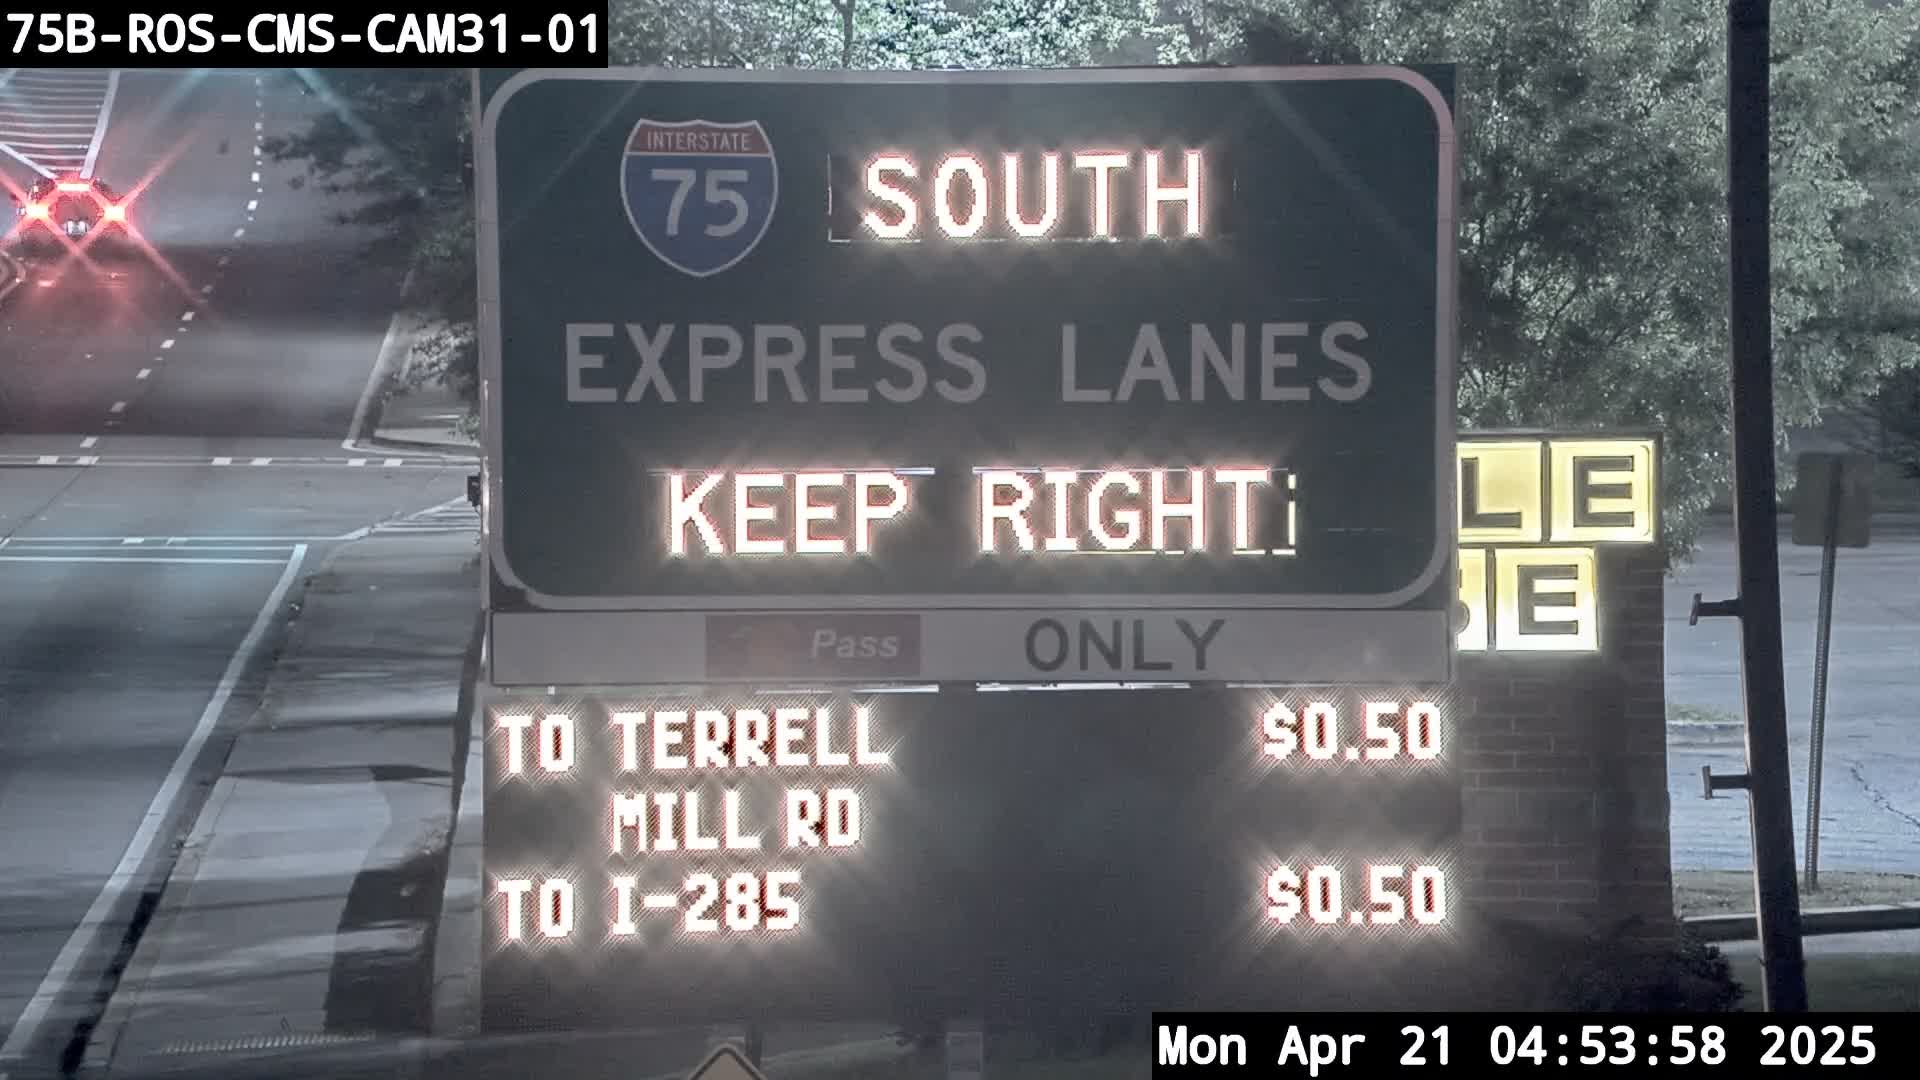 75B-ROS-CMS-CAM31-01
INTERSTATE
75
SOUTH
EXPRESS LANES
KEEP RIGHT
Pass ONLY
TO TERRELL $0.50
MILL RD
TO I-285 $0.50
LE
E
Mon Apr 21 04:53:58 2025